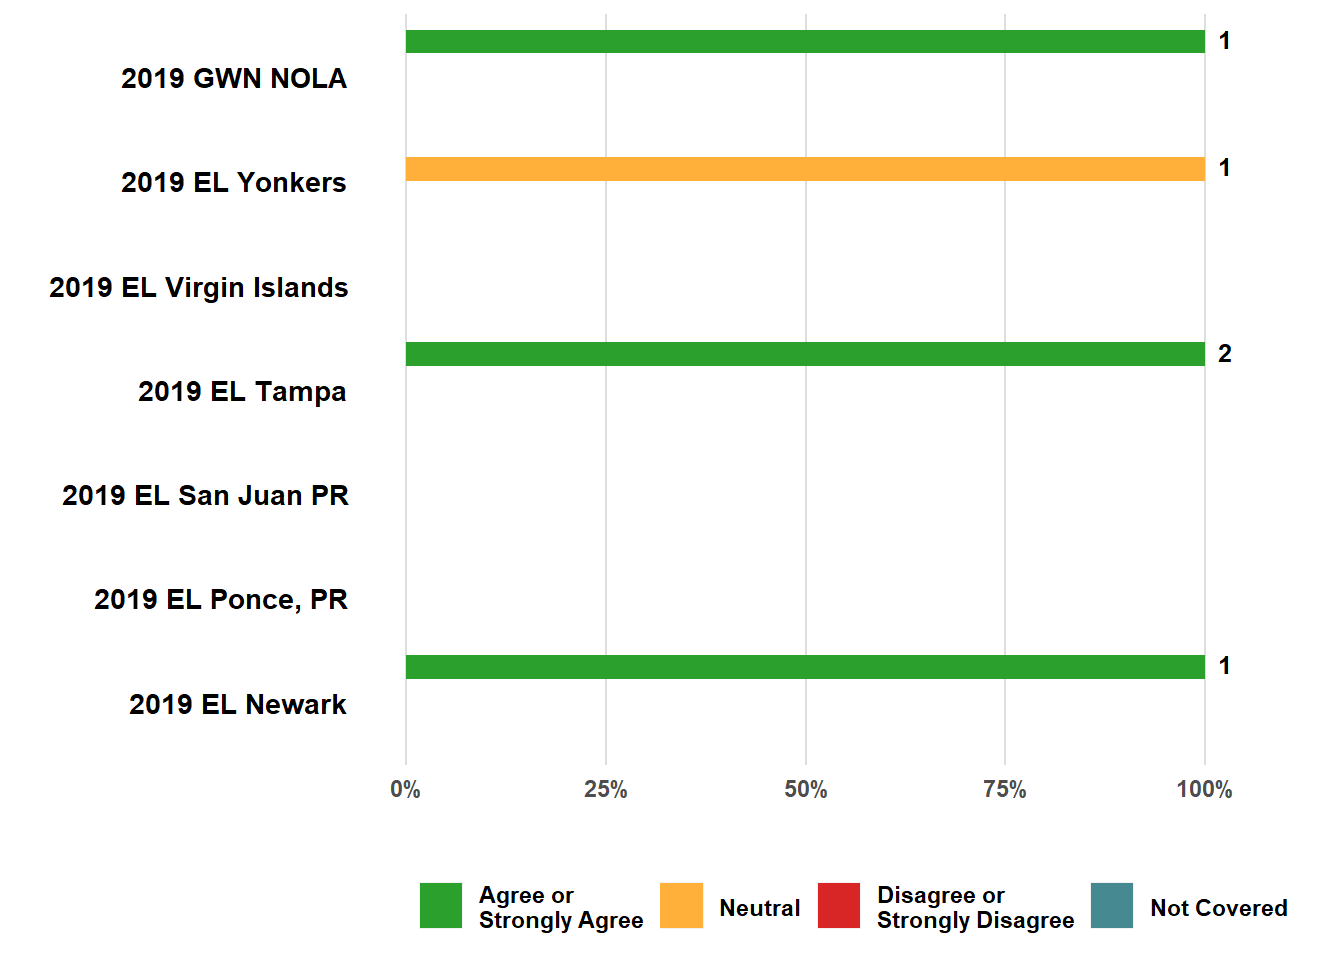 1
2019 GWN NOLA
1
2019 EL Yonkers
2019 EL Virgin Islands
2
2019 EL Tampa
2019 EL San Juan PR
2019 EL Ponce, PR
1
2019 EL Newark
0% 25% 50% 75% 100%
Agree or
Strongly Agree
Neutral
Disagree or
Strongly Disagree
Not Covered